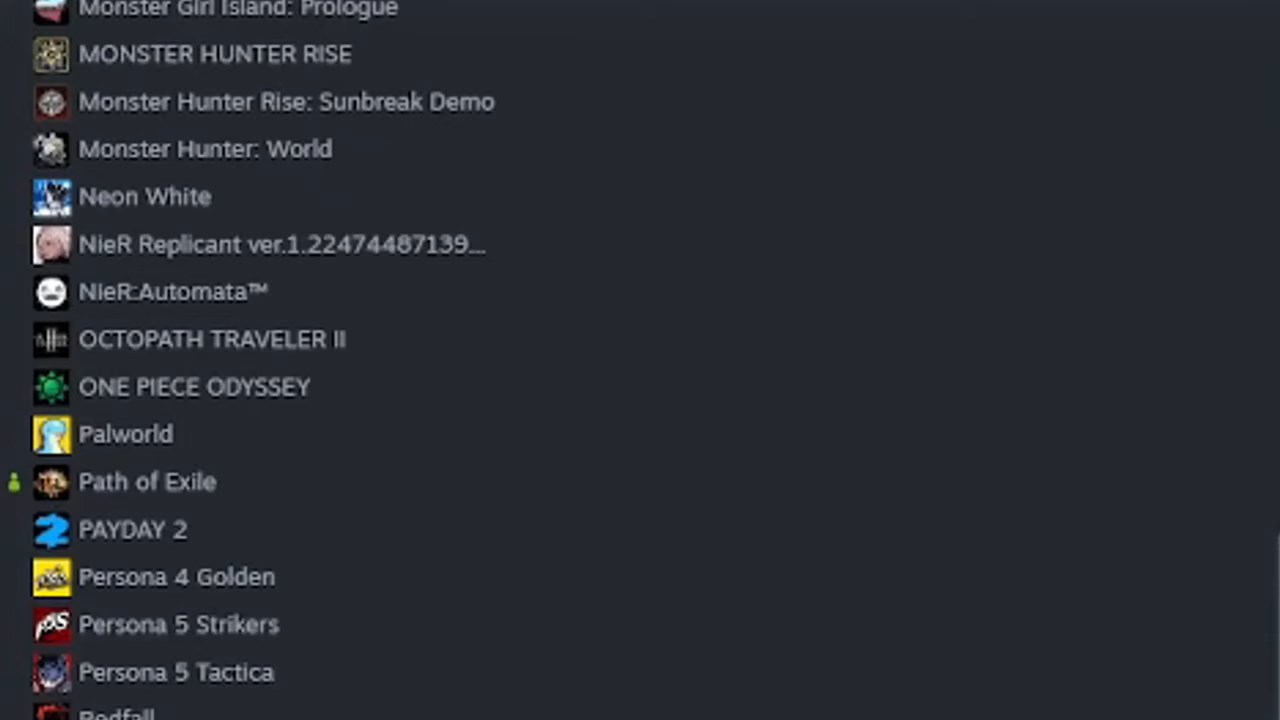 Monster Girl Island: Prologue
MONSTER HUNTER RISE
Monster Hunter Rise: Sunbreak Demo
Monster Hunter: World
Neon White
NieR Replicant ver.1.22474487139...
NieR:Automata™
OCTOPATH TRAVELER II
ONE PIECE ODYSSEY
Palworld
Path of Exile
PAYDAY 2
Persona 4 Golden
Persona 5 Strikers
Persona 5 Tactica
Redfall